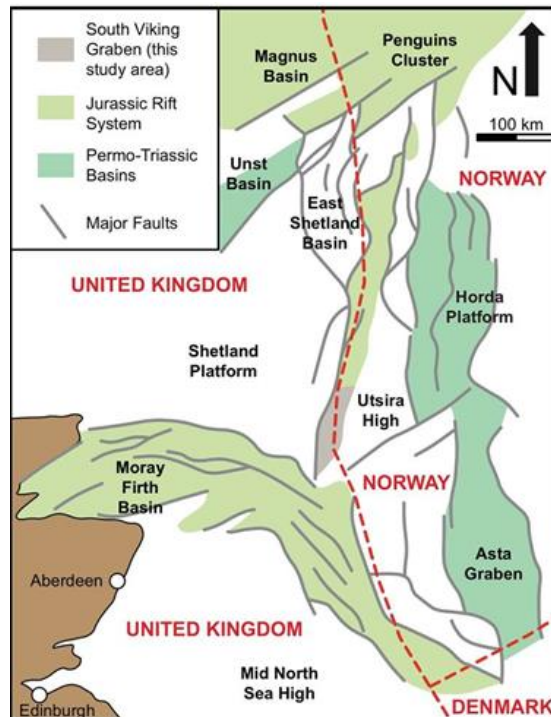 South Viking
Graben (this
study area)
Jurassic Rift
System
Permo-Triassic
Basins
Major Faults
Magnus
Basin
Penguins
Cluster
N
100 km
Unst
Basin
East
Shetland
Basin
NORWAY
UNITED KINGDOM
Horda
Platform
Shetland
Platform
Utsira
High
Moray
Firth
Basin
NORWAY
Asta
Graben
Aberdeen
UNITED KINGDOM
Mid North
Sea High
Edinburgh
DENMARK